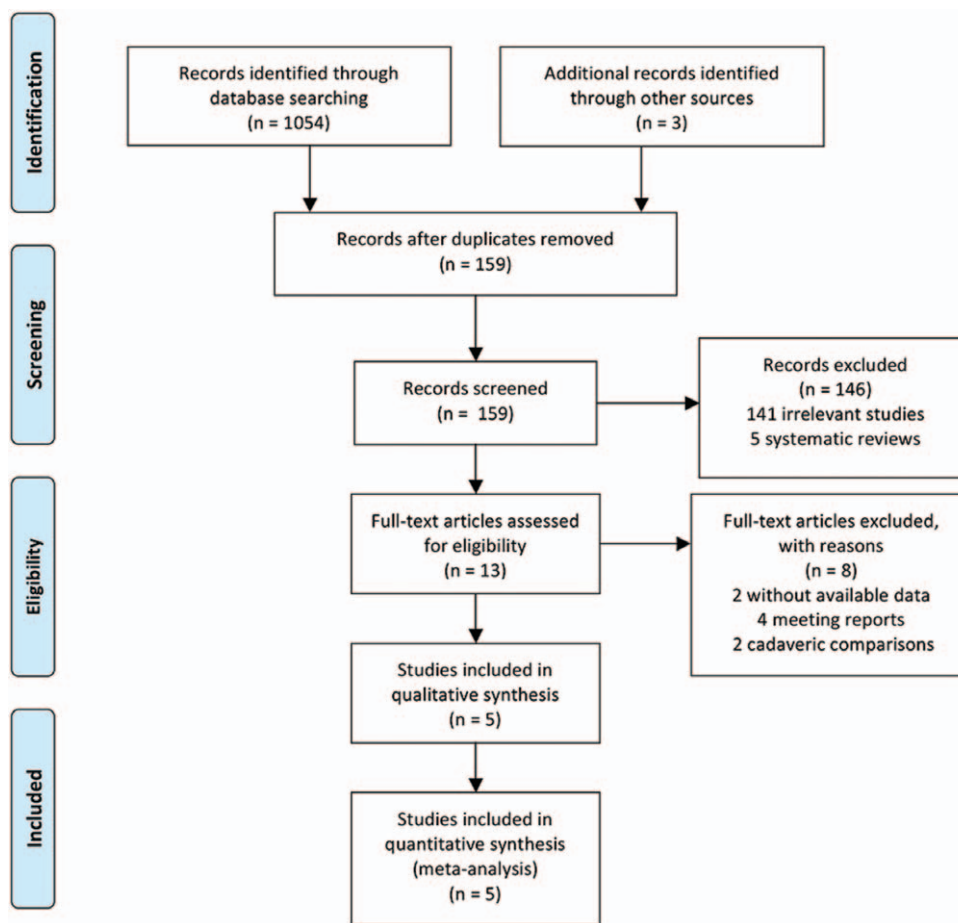 Identification
Records identified through
database searching
(n = 1054)
Additional records identified
through other sources
(n = 3)
Records after duplicates removed
(n = 159)
Screening
Records screened
(n = 159)
Records excluded
(n = 146)
141 irrelevant studies
5 systematic reviews
Eligibility
Full-text articles assessed
for eligibility
(n = 13)
Full-text articles excluded,
with reasons
(n = 8)
2 without available data
4 meeting reports
2 cadaveric comparisons
Studies included in
qualitative synthesis
(n = 5)
Included
Studies included in
quantitative synthesis
(meta-analysis)
(n = 5)